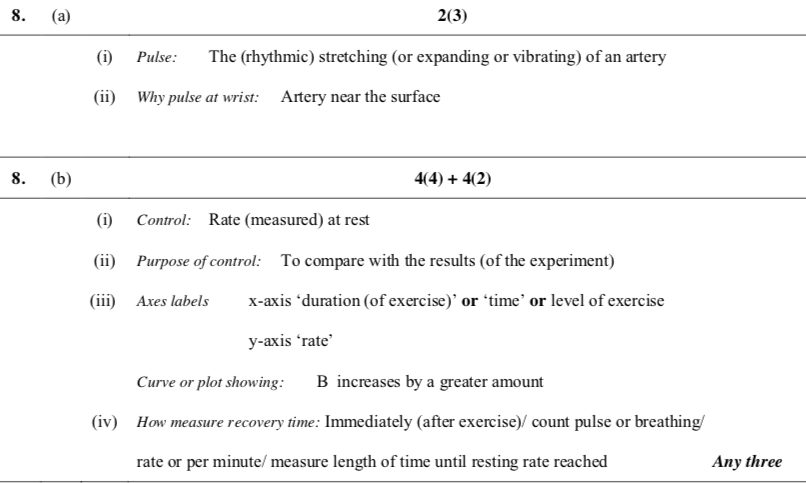 8. (a) 2(3)
(i) Pulse: The (rhythmic) stretching (or expanding or vibrating) of an artery
(ii) Why pulse at wrist: Artery near the surface
8. (b) 4(4) + 4(2)
(i) Control: Rate (measured) at rest
(ii) Purpose of control: To compare with the results (of the experiment)
(iii) Axes labels x-axis ‘duration (of exercise)’ or ‘time’ or level of exercise
y-axis ‘rate’
Curve or plot showing: B increases by a greater amount
(iv) How measure recovery time: Immediately (after exercise)/ count pulse or breathing/
rate or per minute/ measure length of time until resting rate reached Any three